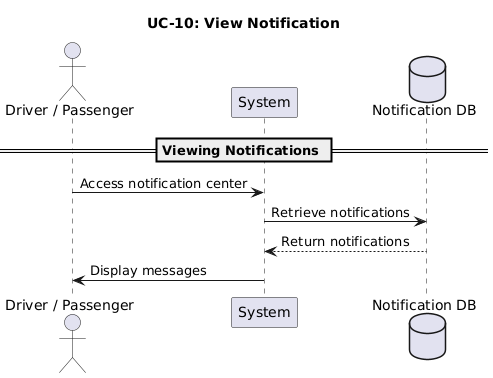 UC-10: View Notification
Driver / Passenger
System
Notification DB
Viewing Notifications
Access notification center
Retrieve notifications
Return notifications
Display messages
Driver / Passenger
System
Notification DB